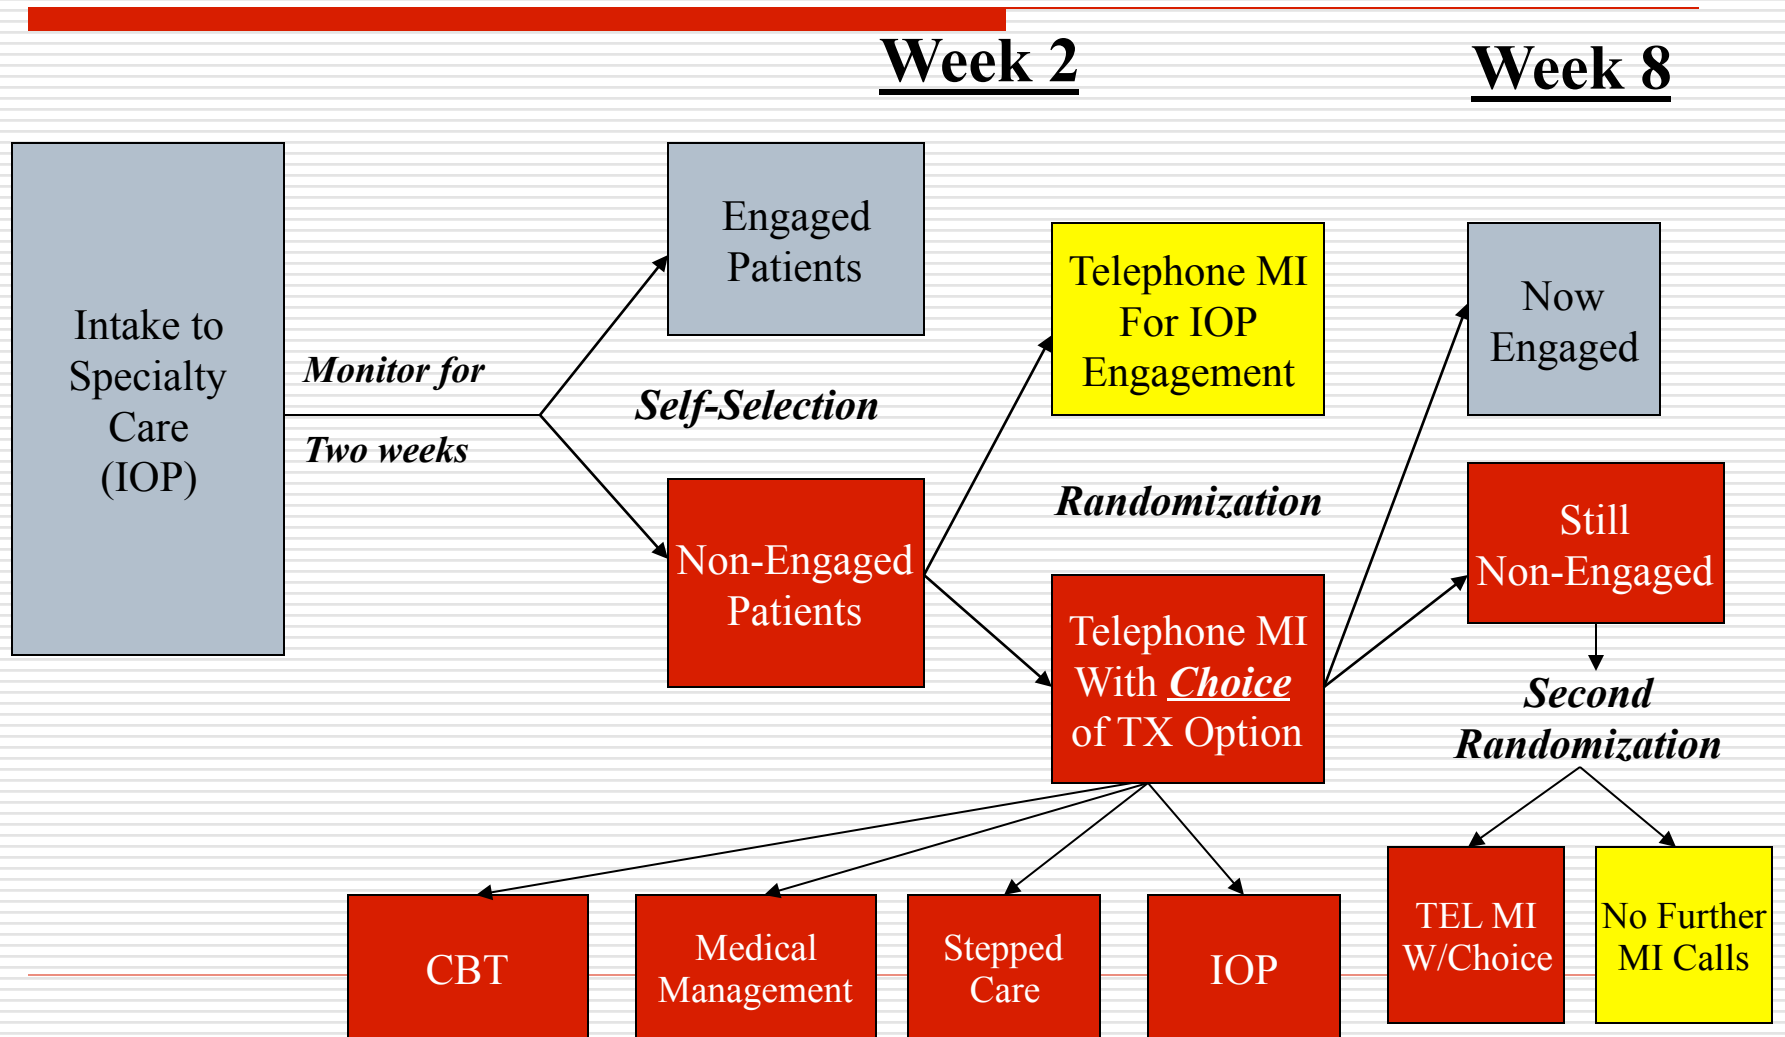 Week 2
Week 8
Intake to
Specialty
Care
(IOP)
Monitor for
Two weeks
Engaged
Patients
Self-Selection
Non-Engaged
Patients
Telephone MI
For IOP
Engagement
Randomization
Telephone MI
With Choice
of TX Option
Now
Engaged
Still
Non-Engaged
Second
Randomization
CBT
Medical
Management
Stepped
Care
IOP
TEL MI
W/Choice
No Further
MI Calls